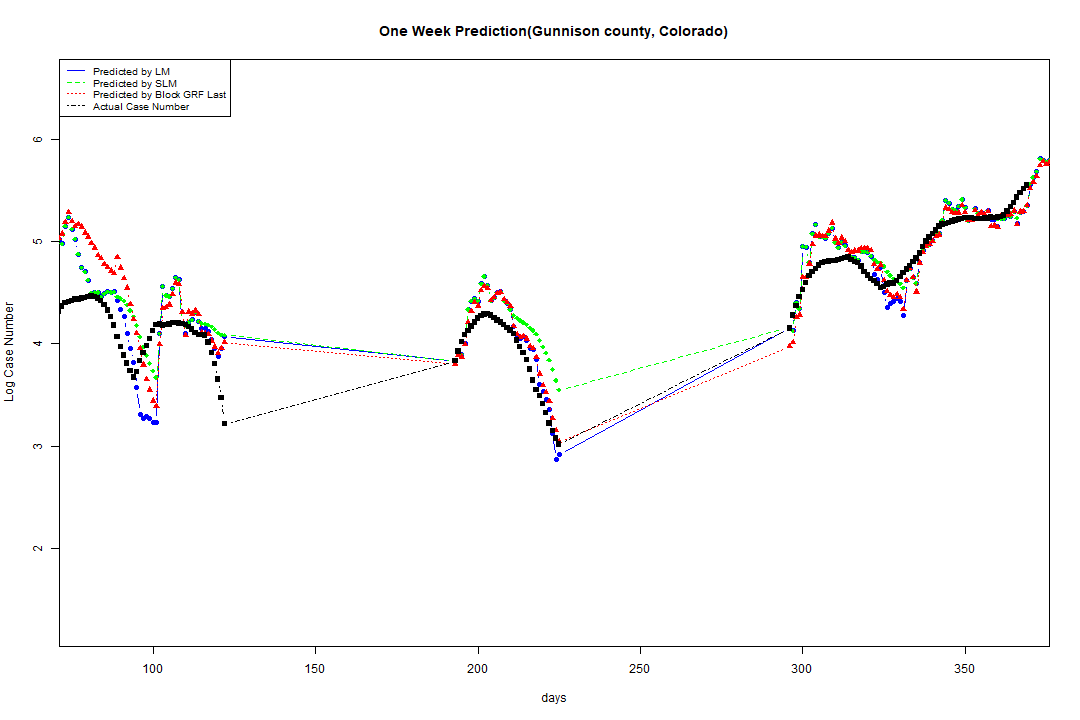 One Week Prediction(Gunnison county, Colorado)
Predicted by LM
Predicted by SLM
Predicted by Block GRF Last
Actual Case Number
6
5
4
3
2
Log Case Number
100 150 200 250 300 350
days